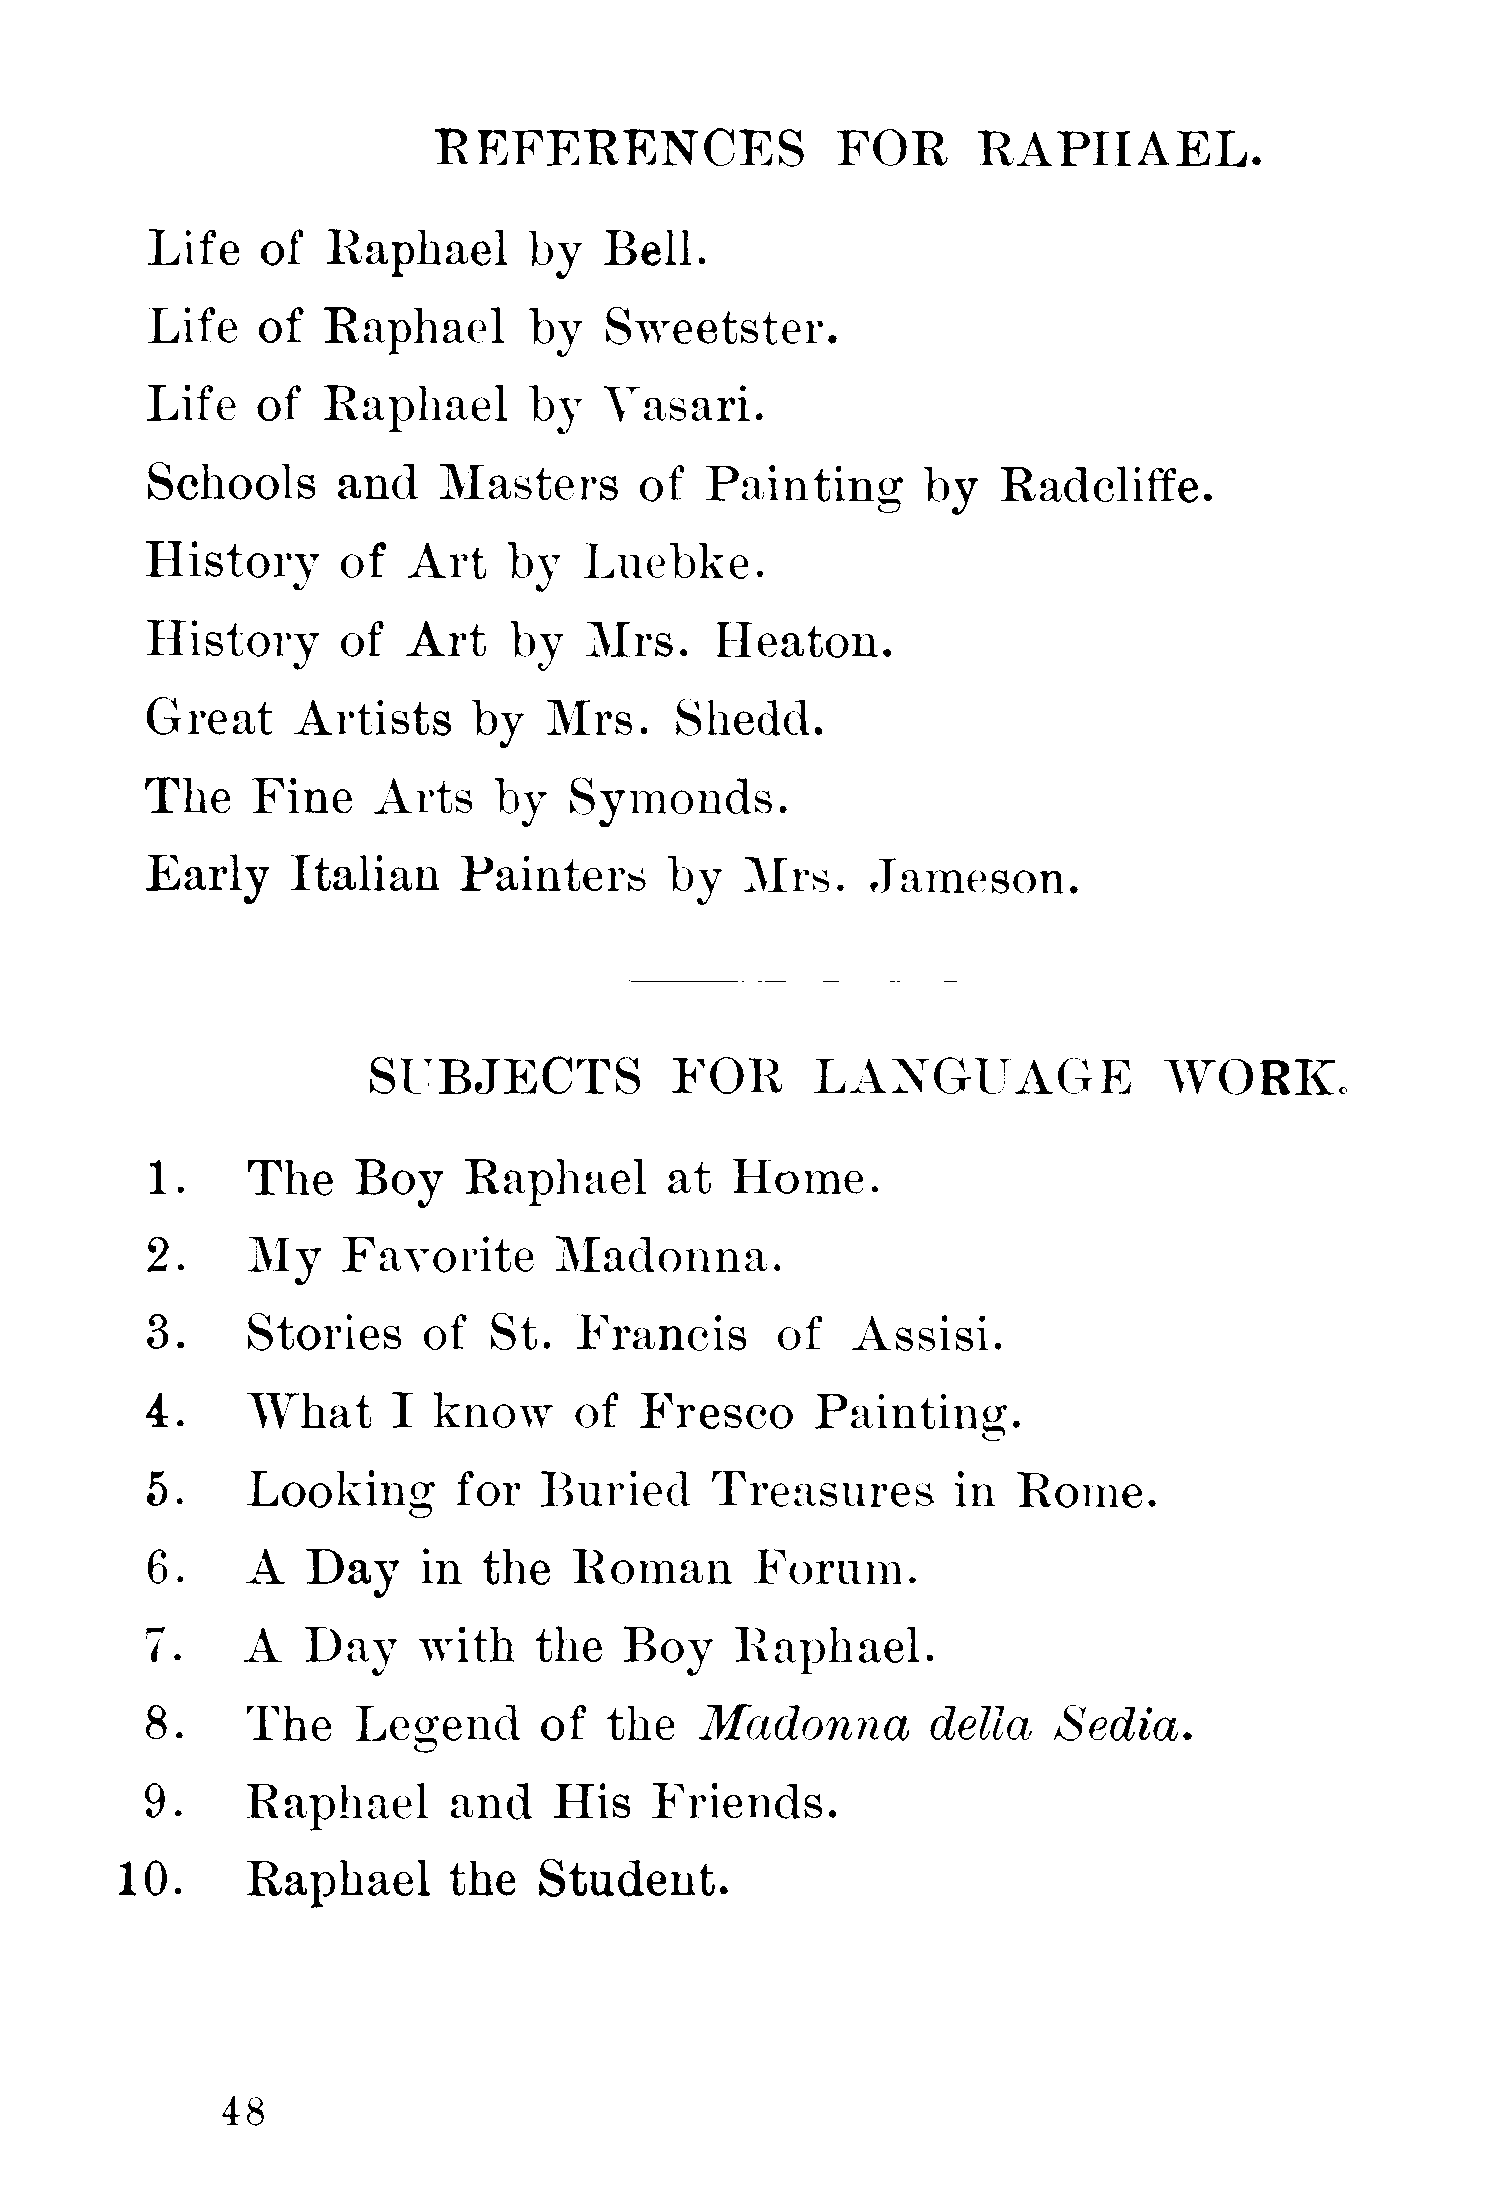 REFERENCES FOR RAPHAEL.
Life of Raphael by Bell.
Life of Raphael by Sweetster.
Life of Raphael by Vasari.
Schools and Masters of Painting by Radcliffe.
History of Art by Luebke.
History of Art by Mrs. Heaton.
Great Artists by Mrs. Shedd.
The Fine Arts by Symonds.
Early Italian Painters by Mrs. Jameson.
SUBJECTS FOR LANGUAGE WORK.
1. The Boy Raphael at Home.
2. My Favorite Madonna.
3. Stories of St. Francis of Assisi.
4. What I know of Fresco Painting.
5. Looking for Buried Treasures in Rome.
6. A Day in the Roman Forum.
7. A Day with the Boy Raphael.
8. The Legend of the Madonna della Sedia.
9. Raphael and His Friends.
10. Raphael the Student.
48